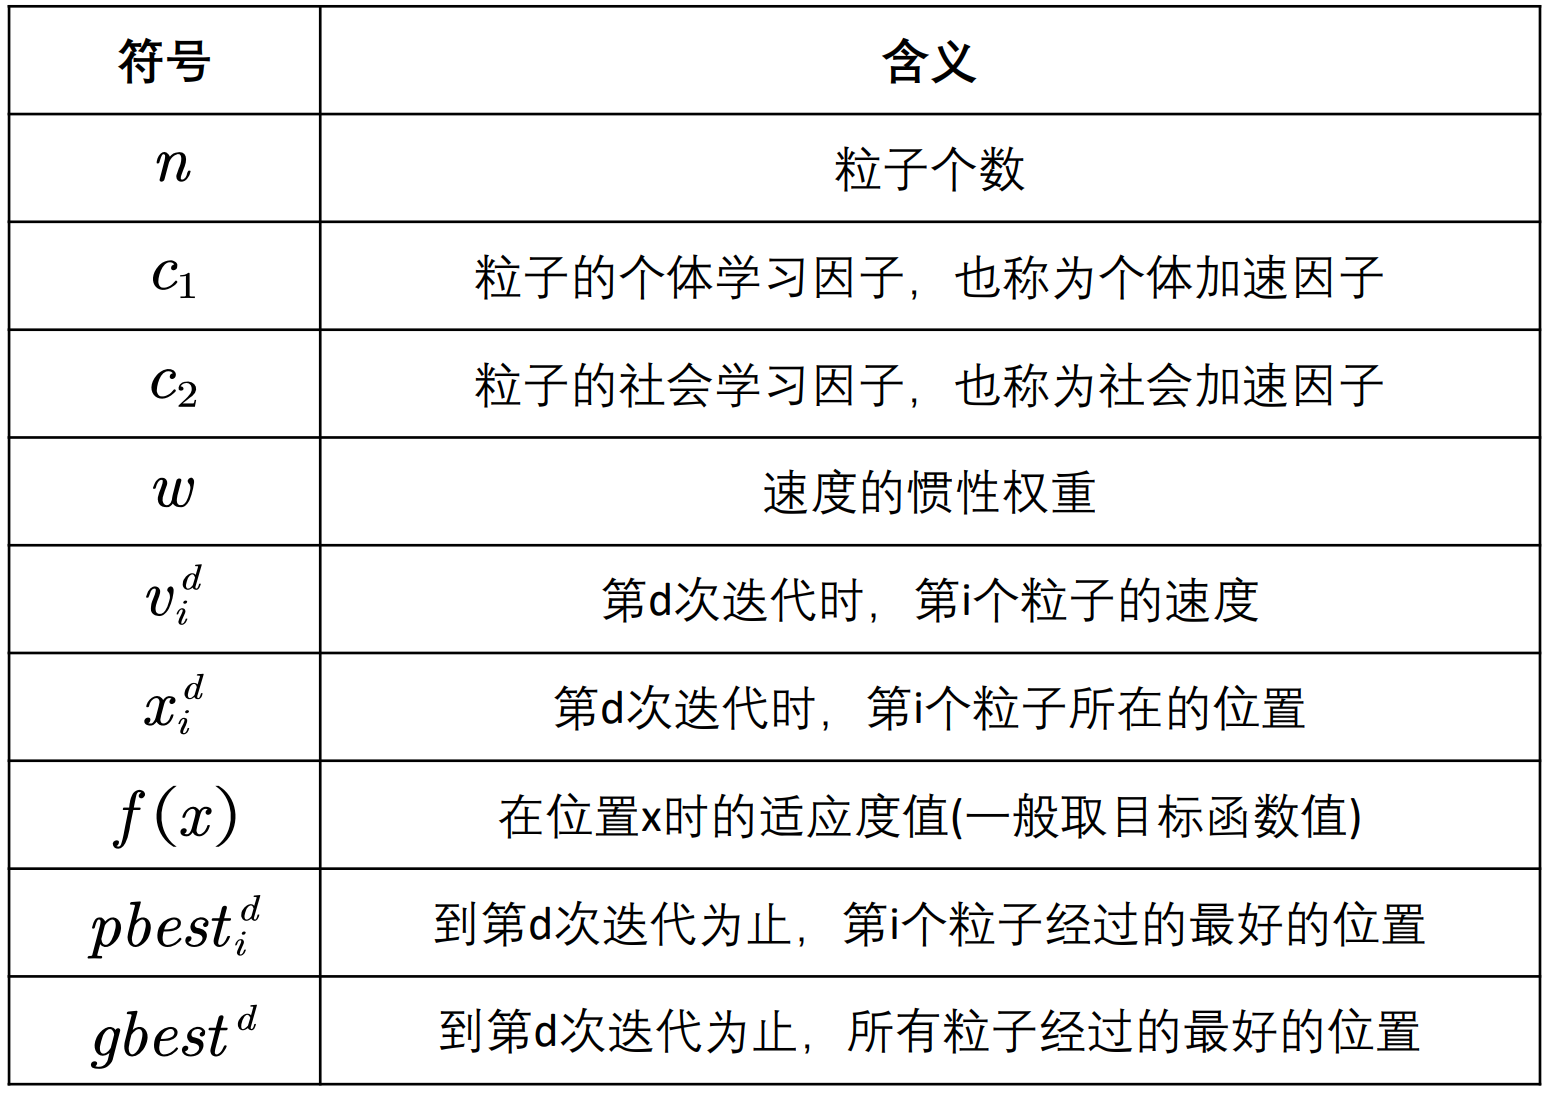 符号 含义
n 粒子个数
c₁ 粒子的个体学习因子，也称为个体加速因子
c₂ 粒子的社会学习因子，也称为社会加速因子
w 速度的惯性权重
v_i^d 第d次迭代时，第i个粒子的速度
x_i^d 第d次迭代时，第i个粒子所在的位置
f(x) 在位置x时的适应度值(一般取目标函数值)
pbest_i^d 到第d次迭代为止，第i个粒子经过的最好的位置
gbest^d 到第d次迭代为止，所有粒子经过的最好的位置